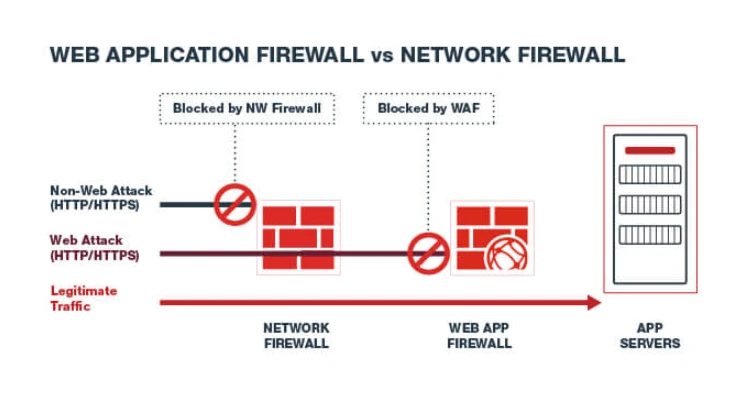 WEB APPLICATION FIREWALL vs NETWORK FIREWALL
Blocked by NW Firewall
Blocked by WAF
Non-Web Attack
(HTTP/HTTPS)
Web Attack
(HTTP/HTTPS)
Legitimate
Traffic
NETWORK
FIREWALL
WEB APP
FIREWALL
APP
SERVERS